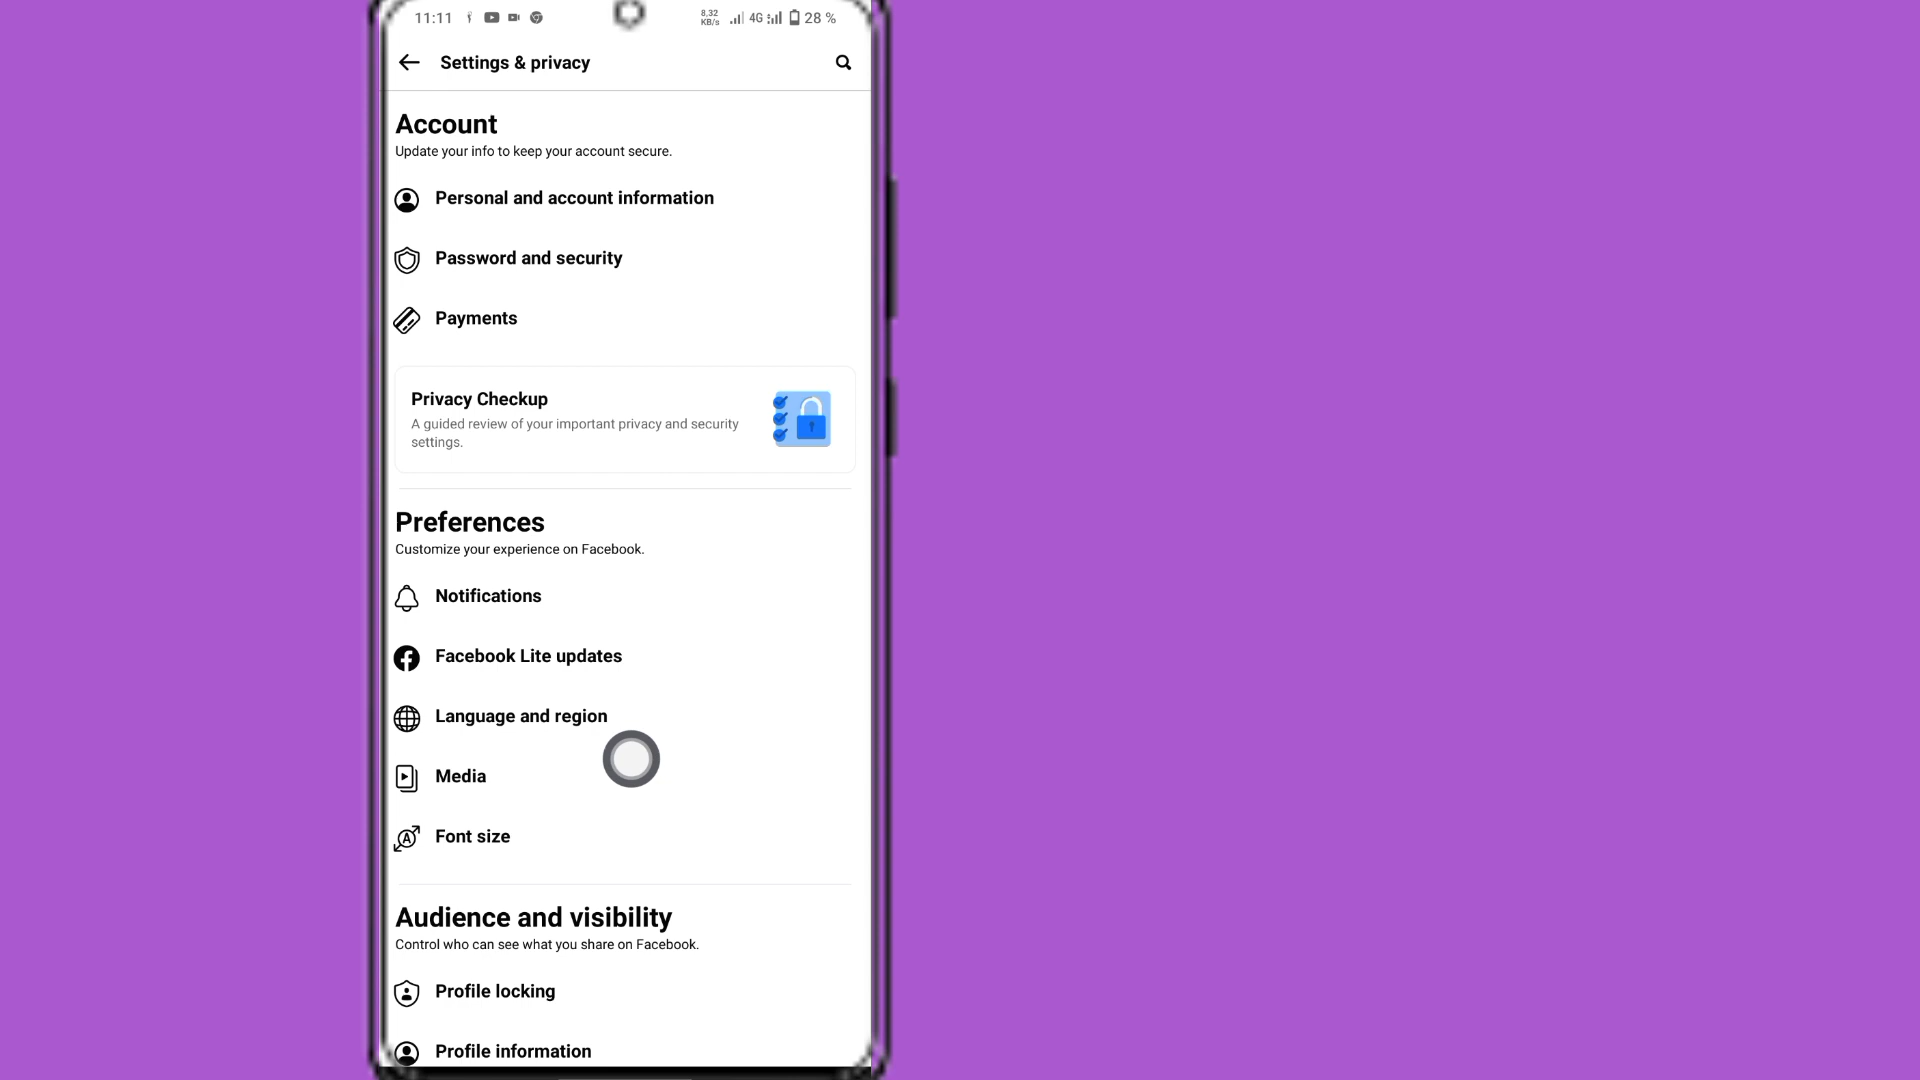 11:11
8,32
KB/s
4G
28 %
Settings & privacy
Account
Update your info to keep your account secure.
Personal and account information
Password and security
Payments
Privacy Checkup
A guided review of your important privacy and security
settings.
Preferences
Customize your experience on Facebook.
Notifications
Facebook Lite updates
Language and region
Media
Font size
Audience and visibility
Control who can see what you share on Facebook.
Profile locking
Profile information